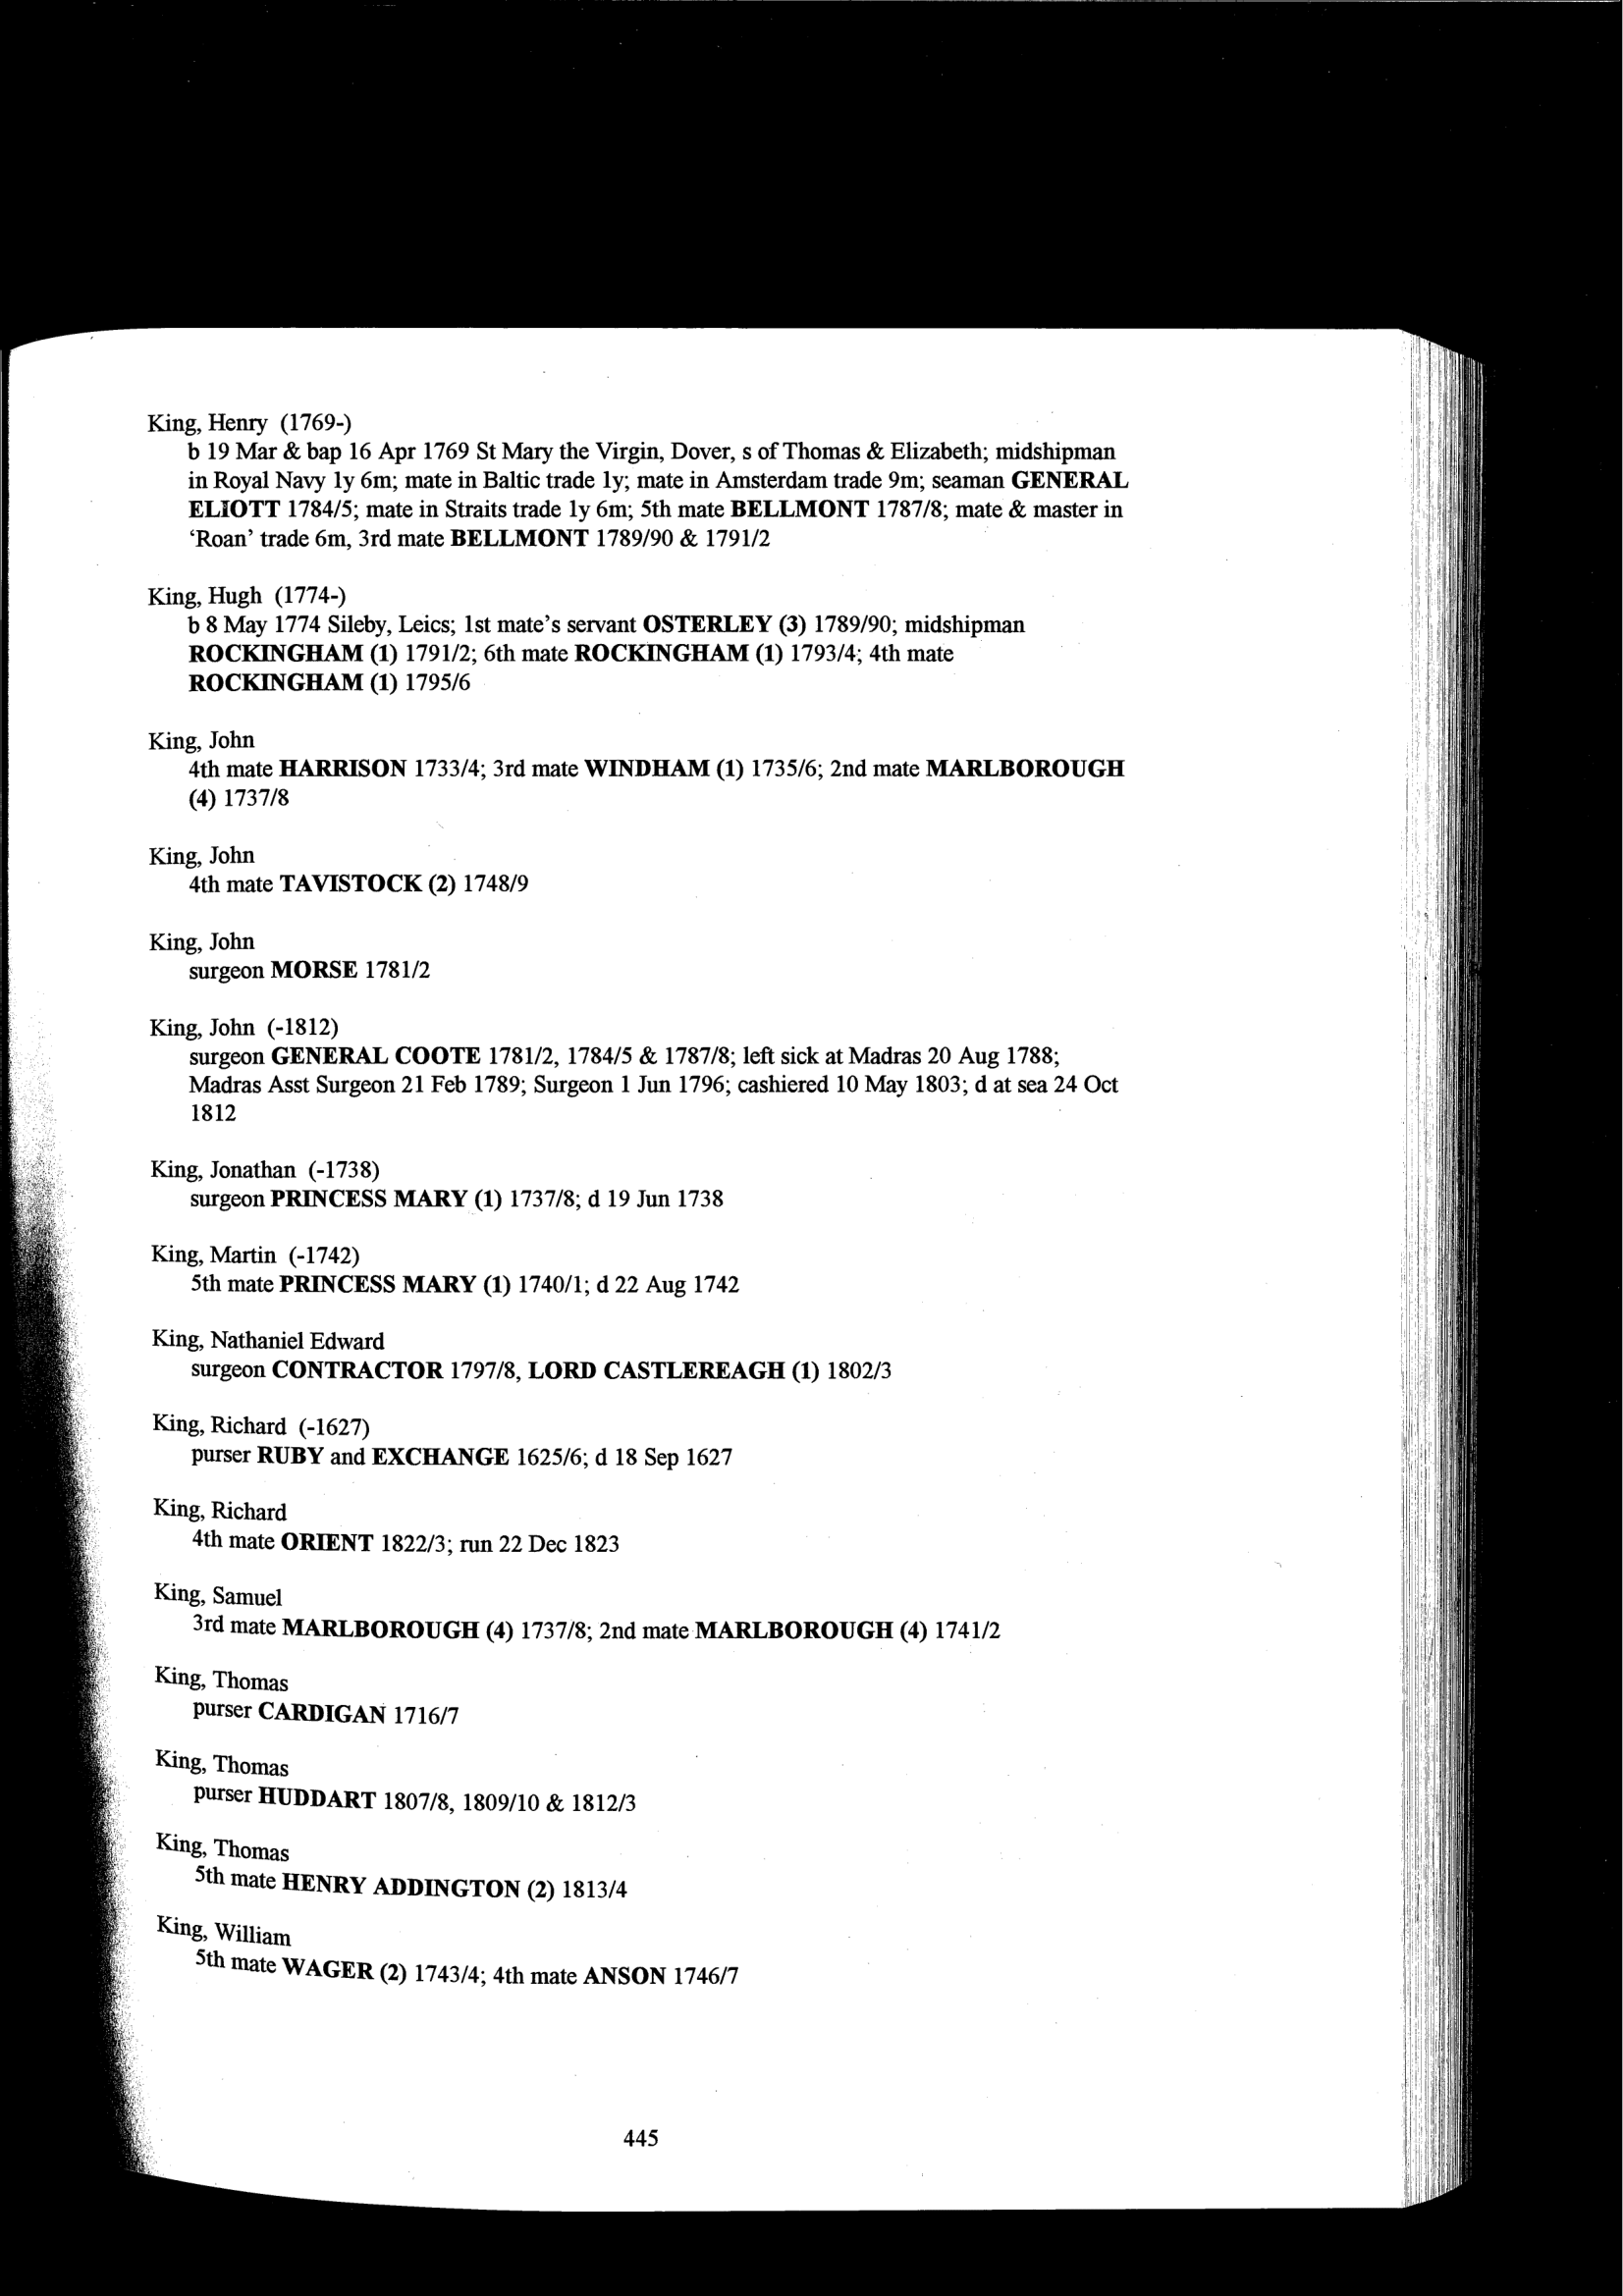 King, Henry (1769-)
b 19 Mar & bap 16 Apr 1769 St Mary the Virgin, Dover, s of Thomas & Elizabeth; midshipman
in Royal Navy 1y 6m; mate in Baltic trade 1y; mate in Amsterdam trade 9m; seaman GENERAL
ELIOTT 1784/5; mate in Straits trade 1y 6m; 5th mate BELLMONT 1787/8; mate & master in
‘Roan’ trade 6m, 3rd mate BELLMONT 1789/90 & 1791/2
King, Hugh (1774-)
b 8 May 1774 Sileby, Leics; 1st mate’s servant OSTERLEY (3) 1789/90; midshipman
ROCKINGHAM (1) 1791/2; 6th mate ROCKINGHAM (1) 1793/4; 4th mate
ROCKINGHAM (1) 1795/6
King, John
4th mate HARRISON 1733/4; 3rd mate WINDHAM (1) 1735/6; 2nd mate MARLBOROUGH
(4) 1737/8
King, John
4th mate TAVISTOCK (2) 1748/9
King, John
surgeon MORSE 1781/2
King, John (-1812)
surgeon GENERAL COOTE 1781/2, 1784/5 & 1787/8; left sick at Madras 20 Aug 1788;
Madras Asst Surgeon 21 Feb 1789; Surgeon 1 Jun 1796; cashiered 10 May 1803; d at sea 24 Oct
1812
King, Jonathan (-1738)
surgeon PRINCESS MARY (1) 1737/8; d 19 Jun 1738
King, Martin (-1742)
5th mate PRINCESS MARY (1) 1740/1; d 22 Aug 1742
King, Nathaniel Edward
surgeon CONTRACTOR 1797/8, LORD CASTLEREAGH (1) 1802/3
King, Richard (-1627)
purser RUBY and EXCHANGE 1625/6; d 18 Sep 1627
King, Richard
4th mate ORIENT 1822/3; run 22 Dec 1823
King, Samuel
3rd mate MARLBOROUGH (4) 1737/8; 2nd mate MARLBOROUGH (4) 1741/2
King, Thomas
purser CARDIGAN 1716/7
King, Thomas
purser HUDDART 1807/8, 1809/10 & 1812/3
King, Thomas
5th mate HENRY ADDINGTON (2) 1813/4
King, William
5th mate WAGER (2) 1743/4; 4th mate ANSON 1746/7
445